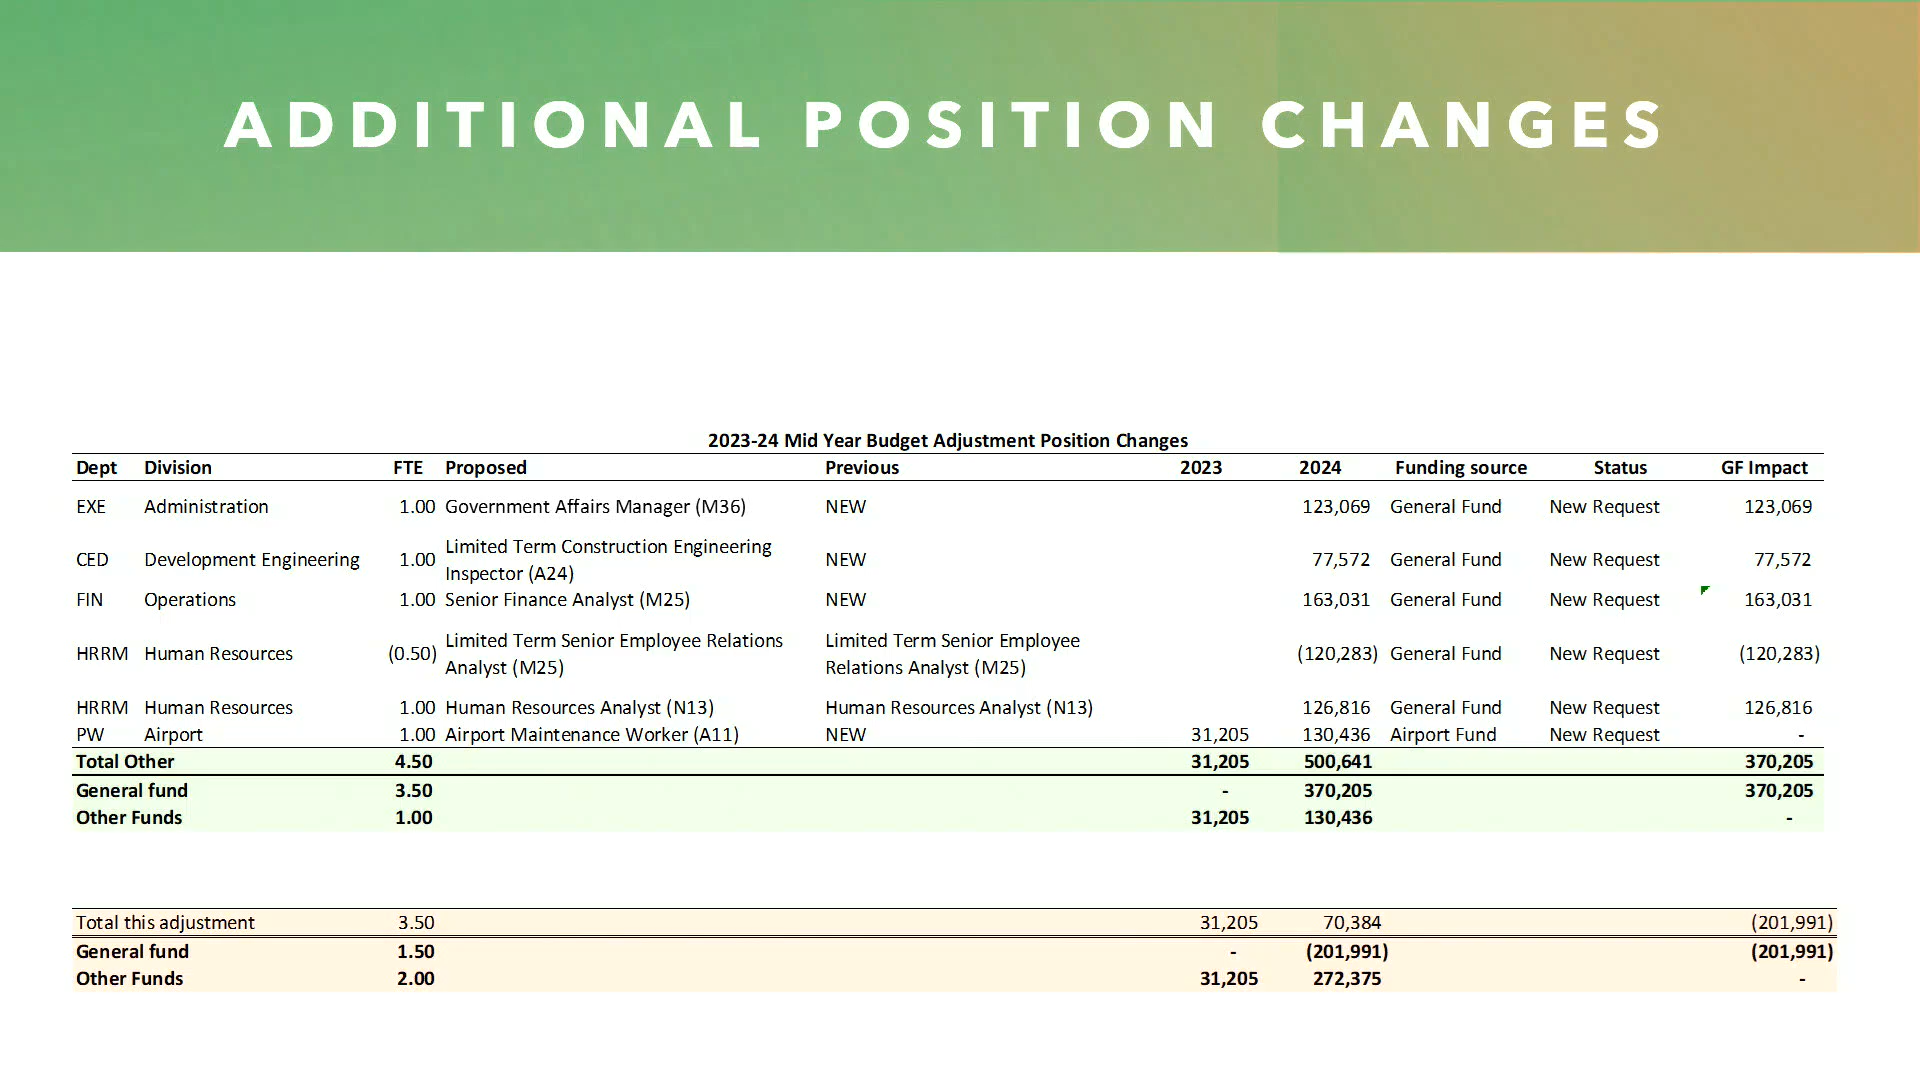 ADDITIONAL POSITION CHANGES
2023-24 Mid Year Budget Adjustment Position Changes
Dept Division FTE Proposed Previous 2023 2024 Funding source Status GF Impact
EXE Administration 1.00 Government Affairs Manager (M36) NEW 123,069 General Fund New Request 123,069
CED Development Engineering 1.00 Limited Term Construction Engineering Inspector (A24) NEW 77,572 General Fund New Request 77,572
FIN Operations 1.00 Senior Finance Analyst (M25) NEW 163,031 General Fund New Request 163,031
HRRM Human Resources (0.50) Limited Term Senior Employee Relations Analyst (M25) Limited Term Senior Employee Relations Analyst (M25) (120,283) General Fund New Request (120,283)
HRRM Human Resources 1.00 Human Resources Analyst (N13) Human Resources Analyst (N13) 126,816 General Fund New Request 126,816
PW Airport 1.00 Airport Maintenance Worker (A11) NEW 31,205 130,436 Airport Fund New Request -
Total Other 4.50 31,205 500,641 370,205
General fund 3.50 - 370,205 370,205
Other Funds 1.00 31,205 130,436 -
Total this adjustment 3.50 31,205 70,384 (201,991)
General fund 1.50 - (201,991) (201,991)
Other Funds 2.00 31,205 272,375 -